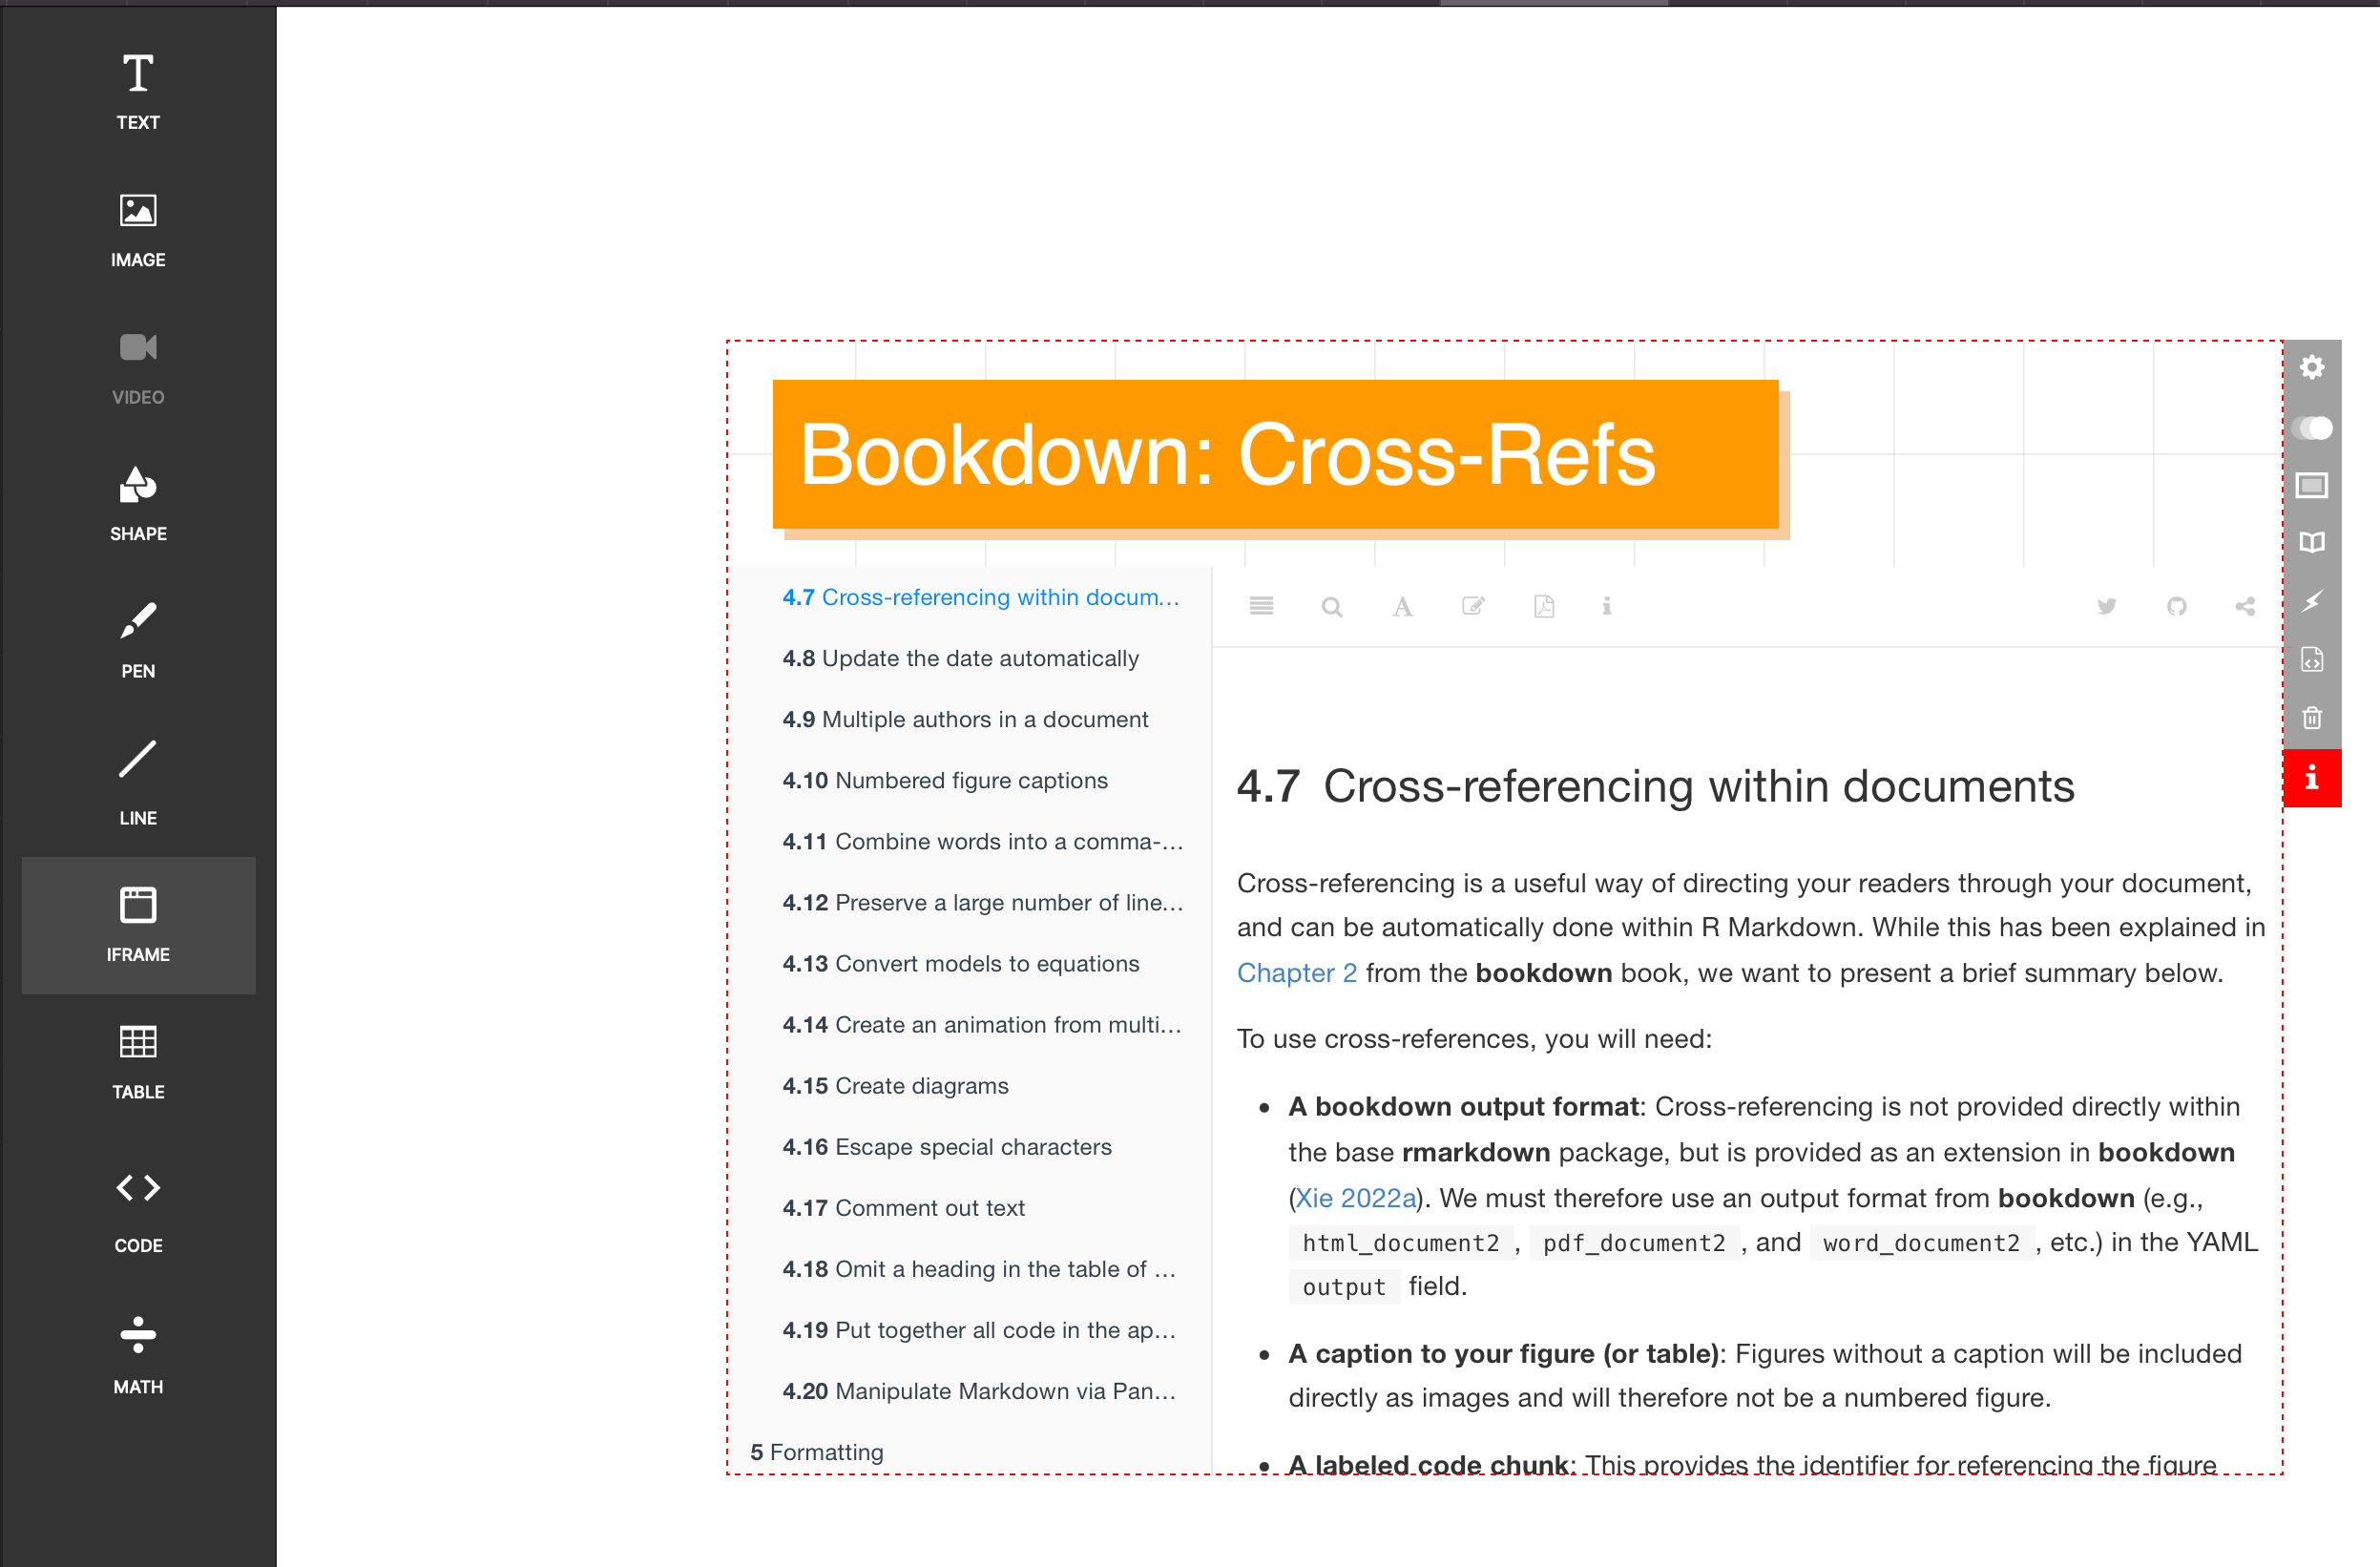 TEXT
IMAGE
VIDEO
SHAPE
PEN
LINE
IFRAME
TABLE
CODE
MATH
Bookdown: Cross-Refs
4.7 Cross-referencing within docum...
4.8 Update the date automatically
4.9 Multiple authors in a document
4.10 Numbered figure captions
4.11 Combine words into a comma-...
4.12 Preserve a large number of line...
4.13 Convert models to equations
4.14 Create an animation from multi...
4.15 Create diagrams
4.16 Escape special characters
4.17 Comment out text
4.18 Omit a heading in the table of ...
4.19 Put together all code in the ap...
4.20 Manipulate Markdown via Pan...
5 Formatting
4.7 Cross-referencing within documents
Cross-referencing is a useful way of directing your readers through your document,
and can be automatically done within R Markdown. While this has been explained in
Chapter 2 from the bookdown book, we want to present a brief summary below.
To use cross-references, you will need:
• A bookdown output format: Cross-referencing is not provided directly within
the base rmarkdown package, but is provided as an extension in bookdown
(Xie 2022a). We must therefore use an output format from bookdown (e.g.,
html_document2 , pdf_document2 , and word_document2 , etc.) in the YAML
output field.
• A caption to your figure (or table): Figures without a caption will be included
directly as images and will therefore not be a numbered figure.
• A labeled code chunk: This provides the identifier for referencing the figure